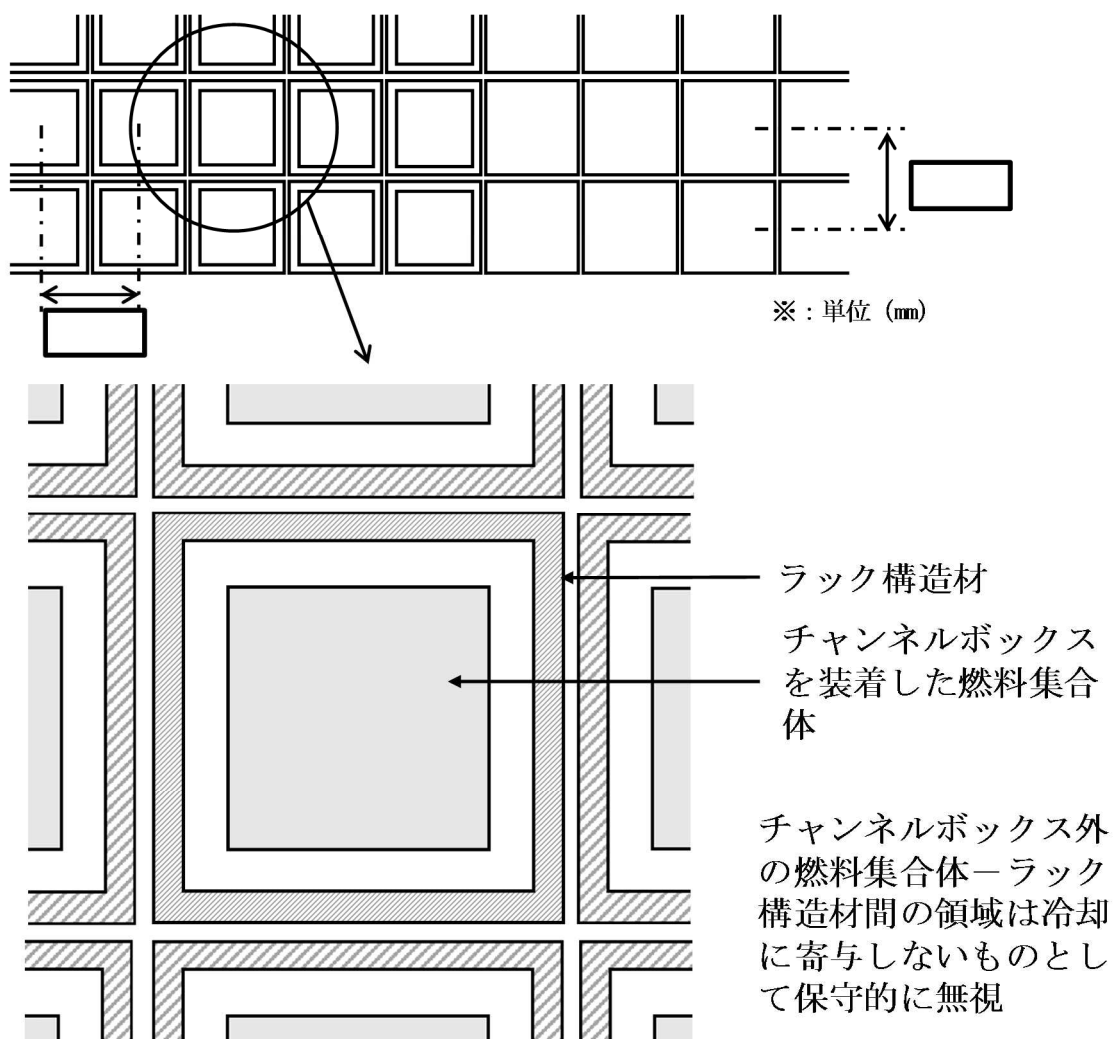 ※：単位（㎜）
ラック構造材
チャンネルボックス
を装着した燃料集合
体
チャンネルボックス外
の燃料集合体－ラック
構造材間の領域は冷却
に寄与しないものとし
て保守的に無視